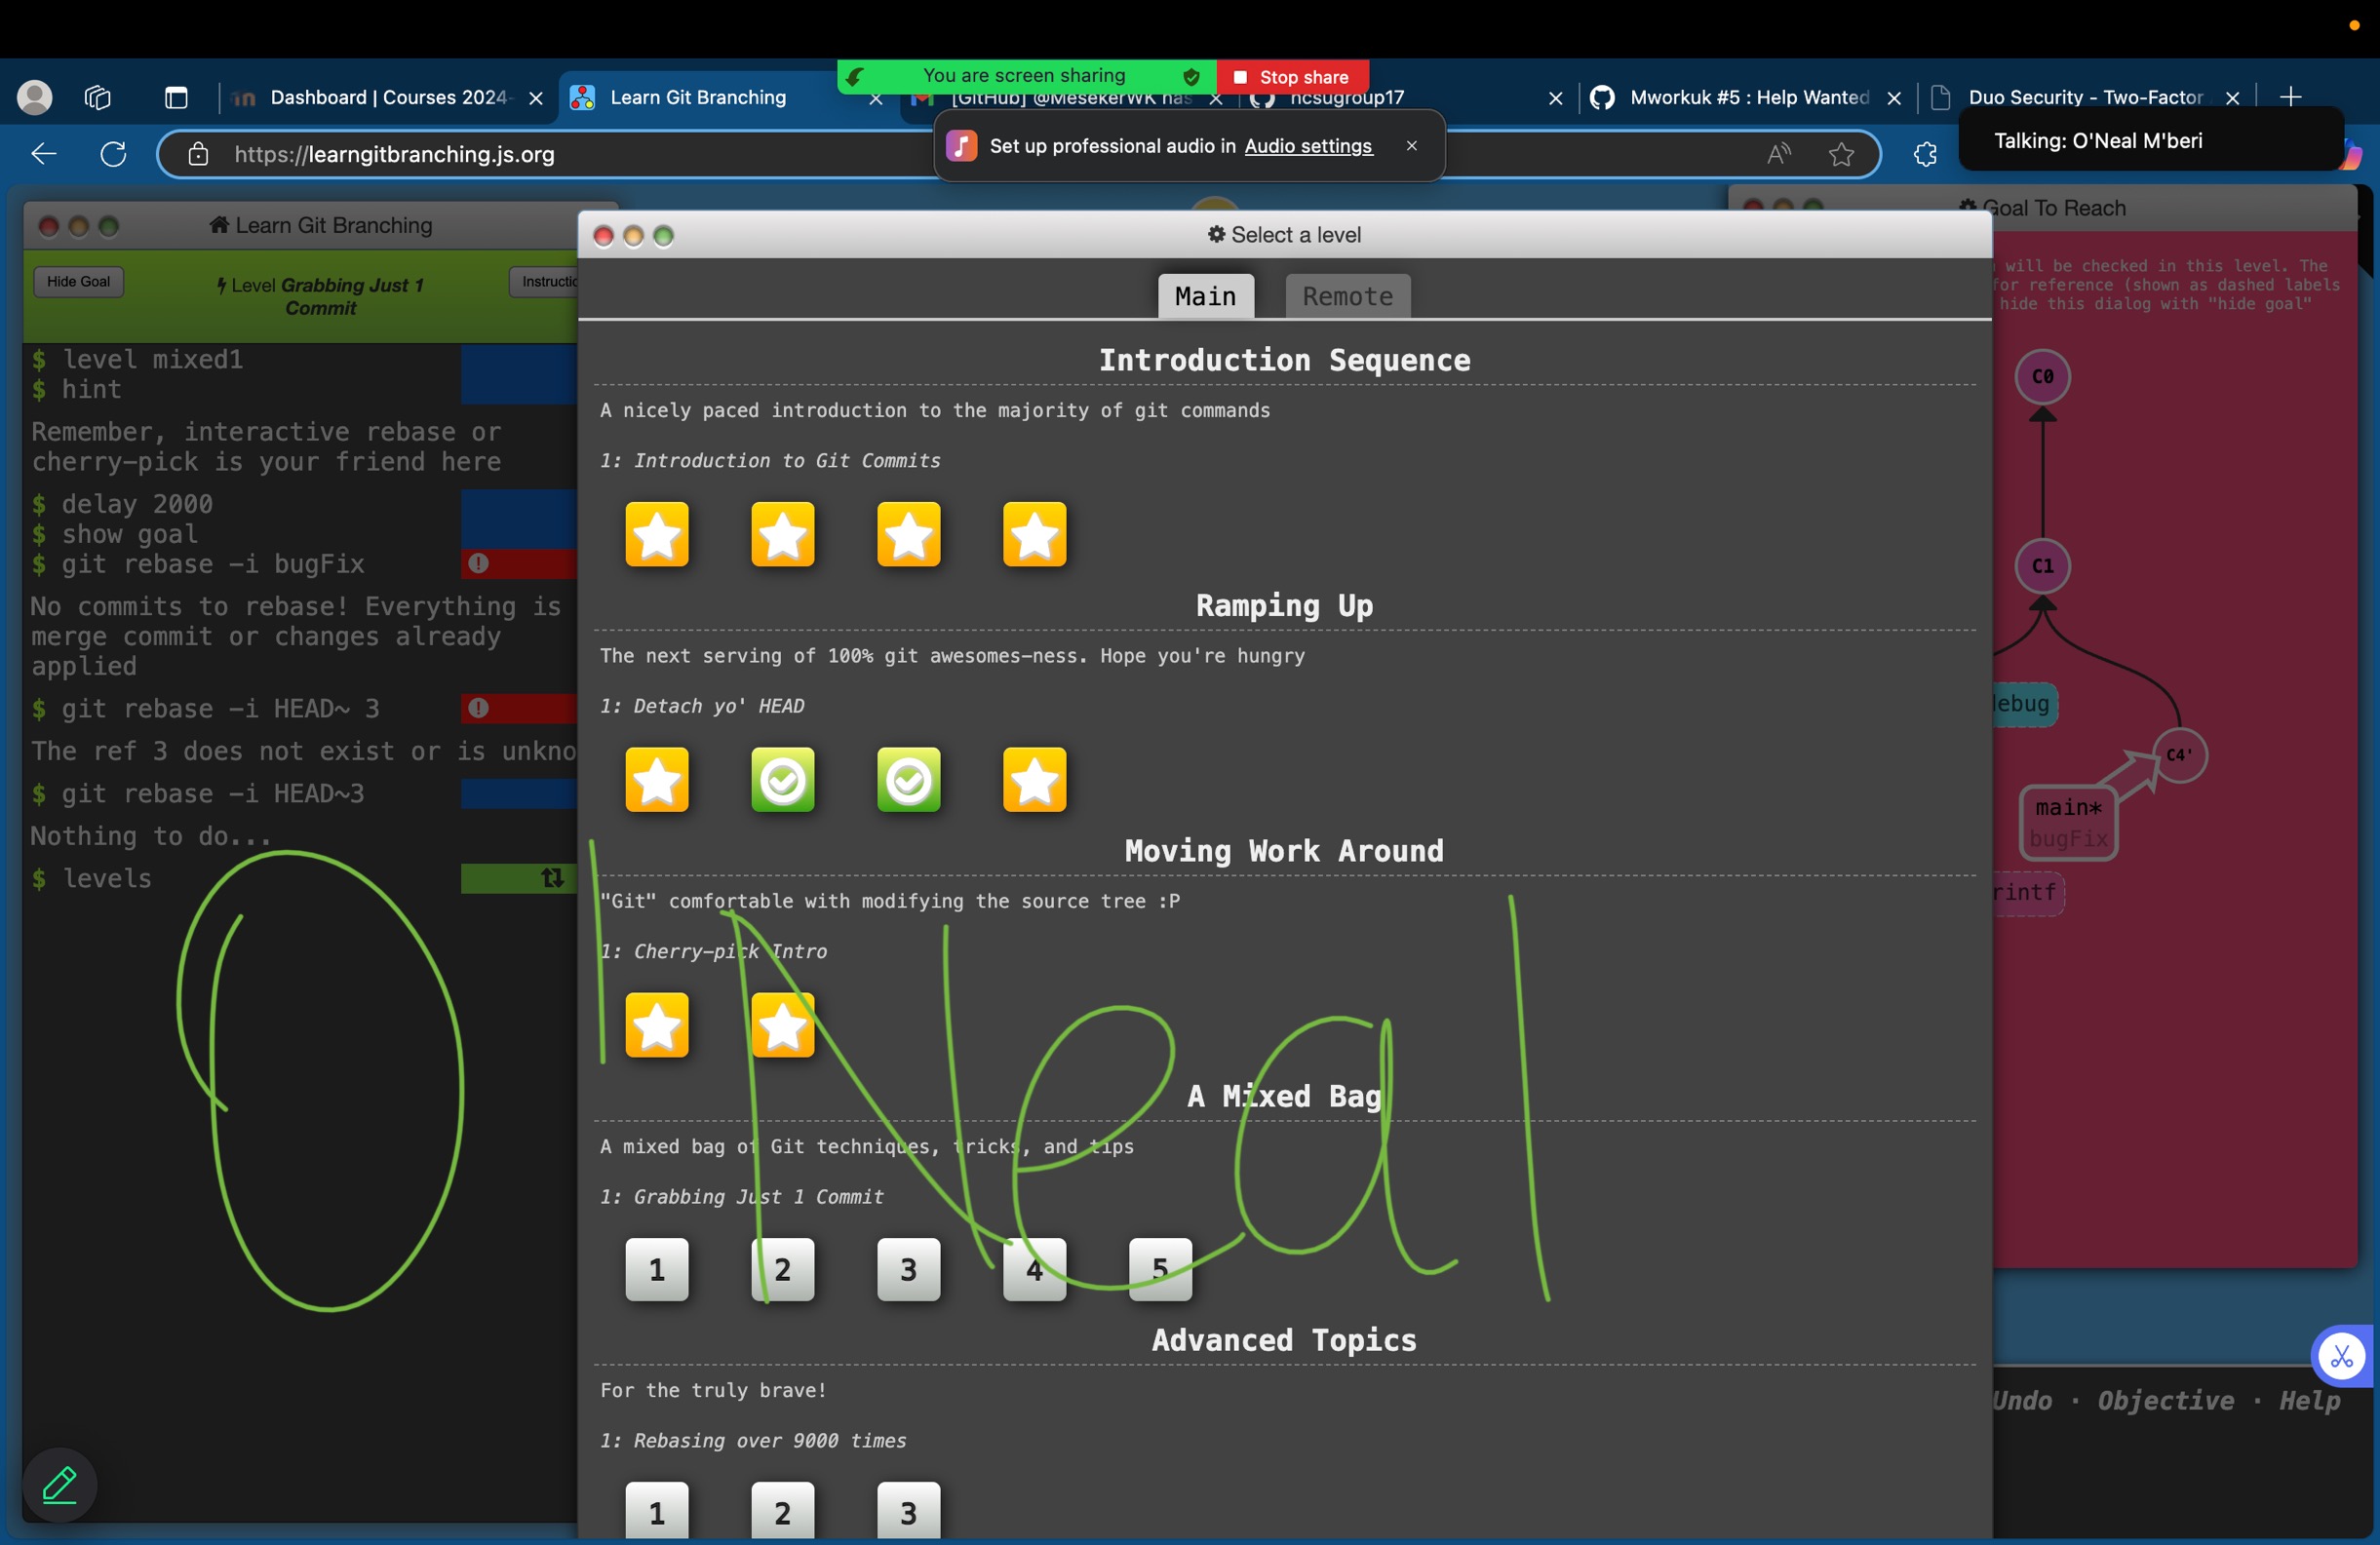 You are screen sharing Stop share
Dashboard | Courses 2024-
Learn Git Branching
[GitHub] @MesekerWK has
ncsugroup17
Mworkuk #5 : Help Wanted
Duo Security - Two-Factor
https://learngitbranching.js.org
Set up professional audio in Audio settings
Talking: O'Neal M'beri
Learn Git Branching
Hide Goal
Level Grabbing Just 1
Commit
Instructio
$ level mixed1
$ hint
Remember, interactive rebase or
cherry-pick is your friend here
$ delay 2000
$ show goal
$ git rebase -i bugFix
No commits to rebase! Everything is
merge commit or changes already
applied
$ git rebase -i HEAD~ 3
The ref 3 does not exist or is unkno
$ git rebase -i HEAD~3
Nothing to do...
$ levels
Select a level
Main Remote
Introduction Sequence
A nicely paced introduction to the majority of git commands
1: Introduction to Git Commits
Ramping Up
The next serving of 100% git awesomes-ness. Hope you're hungry
1: Detach yo' HEAD
Moving Work Around
"Git" comfortable with modifying the source tree :P
1: Cherry-pick Intro
A Mixed Bag
A mixed bag of Git techniques, tricks, and tips
1: Grabbing Just 1 Commit
1 2 3 4 5
Advanced Topics
For the truly brave!
1: Rebasing over 9000 times
1 2 3
O'Neal
Goal To Reach
will be checked in this level. The
for reference (shown as dashed labels
hide this dialog with "hide goal"
C0
C1
debug
C4'
main*
bugFix
rintf
Undo · Objective · Help